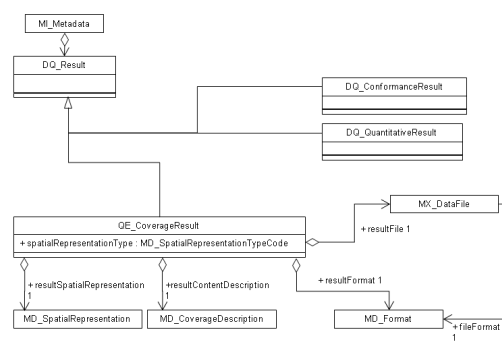 MI_Metadata
DQ_Result
DQ_ConformanceResult
DQ_QuantitativeResult
MX_DataFile
QE_CoverageResult
+ spatialRepresentationType : MD_SpatialRepresentationTypeCode
+ resultFile 1
+ resultSpatialRepresentation
1
+resultContentDescription
1
+ resultFormat 1
MD_SpatialRepresentation
MD_CoverageDescription
MD_Format
+ fileFormat
1